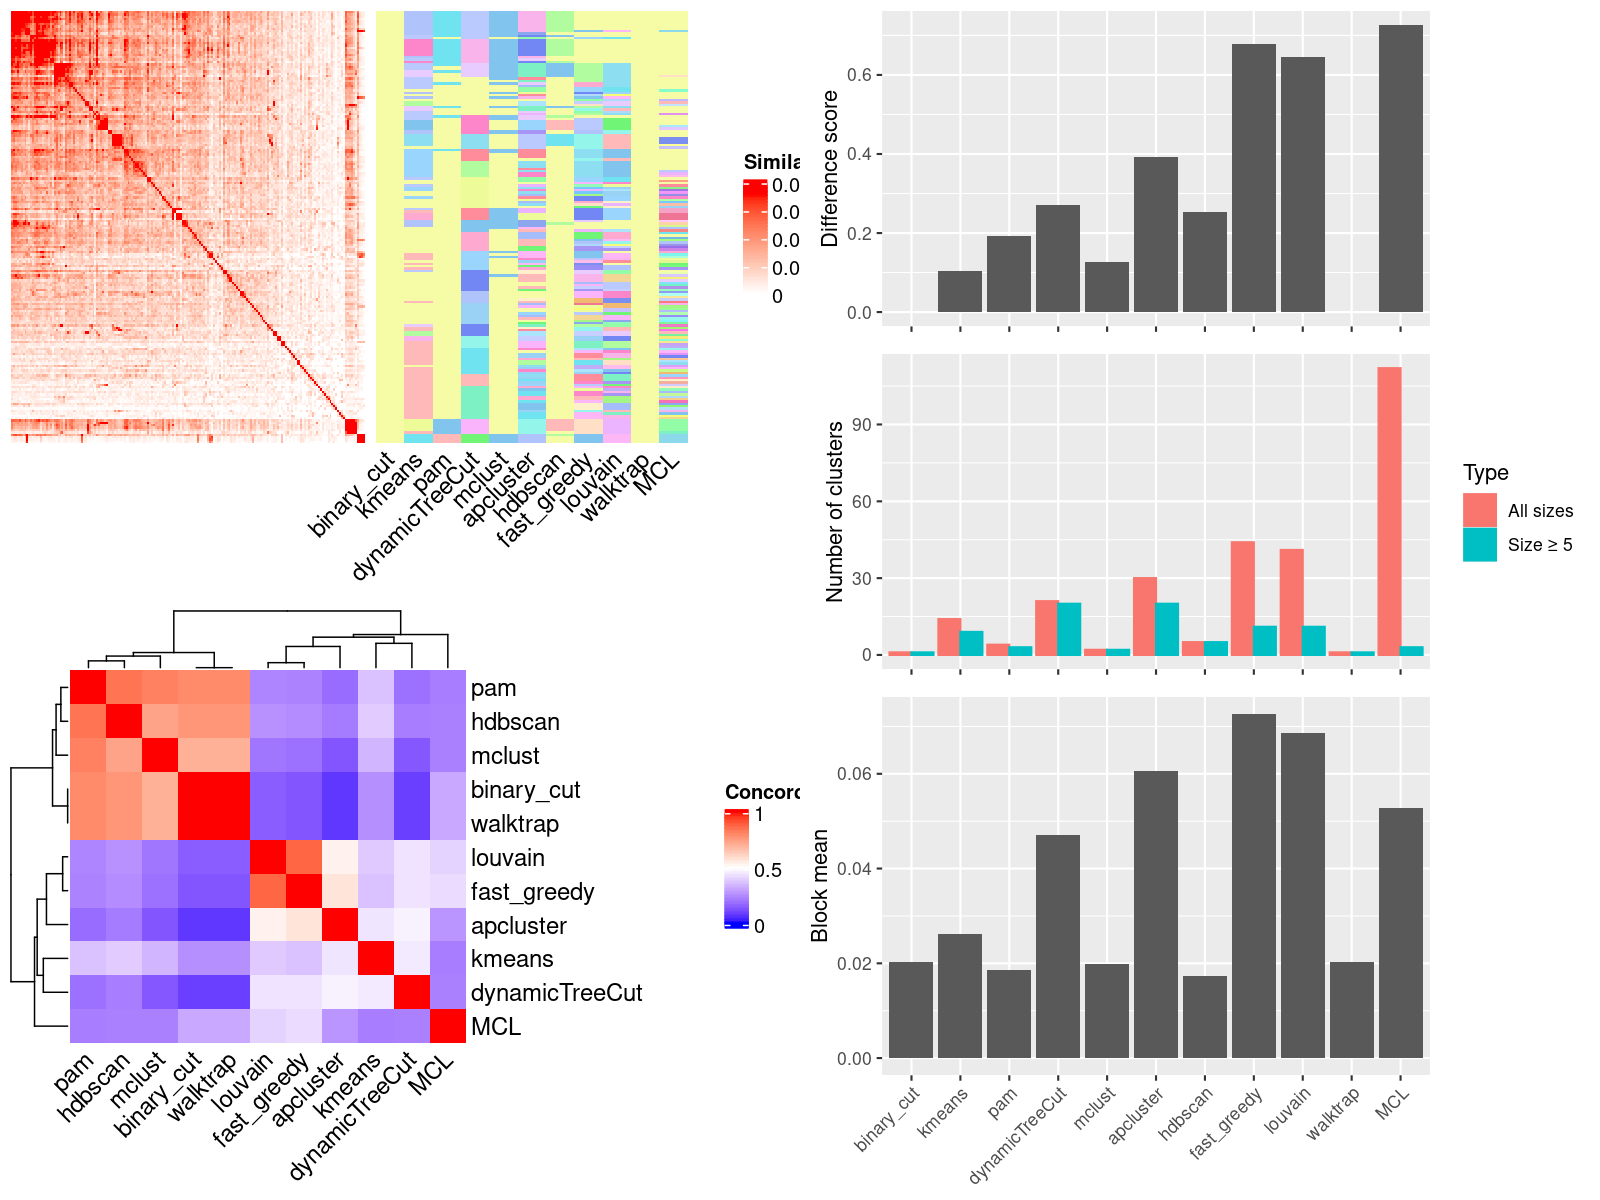 Simila
0.0
0.0
0.0
0.0
0
binary_cut
kmeans
pam
dynamicTreeCut
mclust
apcluster
hdbscan
fast_greedy
louvain
walktrap
MCL
pam
hdbscan
mclust
binary_cut
walktrap
louvain
fast_greedy
apcluster
kmeans
dynamicTreeCut
MCL
pam
hdbscan
mclust
binary_cut
walktrap
louvain
fast_greedy
apcluster
kmeans
dynamicTreeCut
MCL
Concord
1
0.5
0
Difference score
0.6
0.4
0.2
0.0
Number of clusters
90
60
30
0
Type
All sizes
Size ≥ 5
Block mean
0.06
0.04
0.02
0.00
binary_cut
kmeans
pam
dynamicTreeCut
mclust
apcluster
hdbscan
fast_greedy
louvain
walktrap
MCL